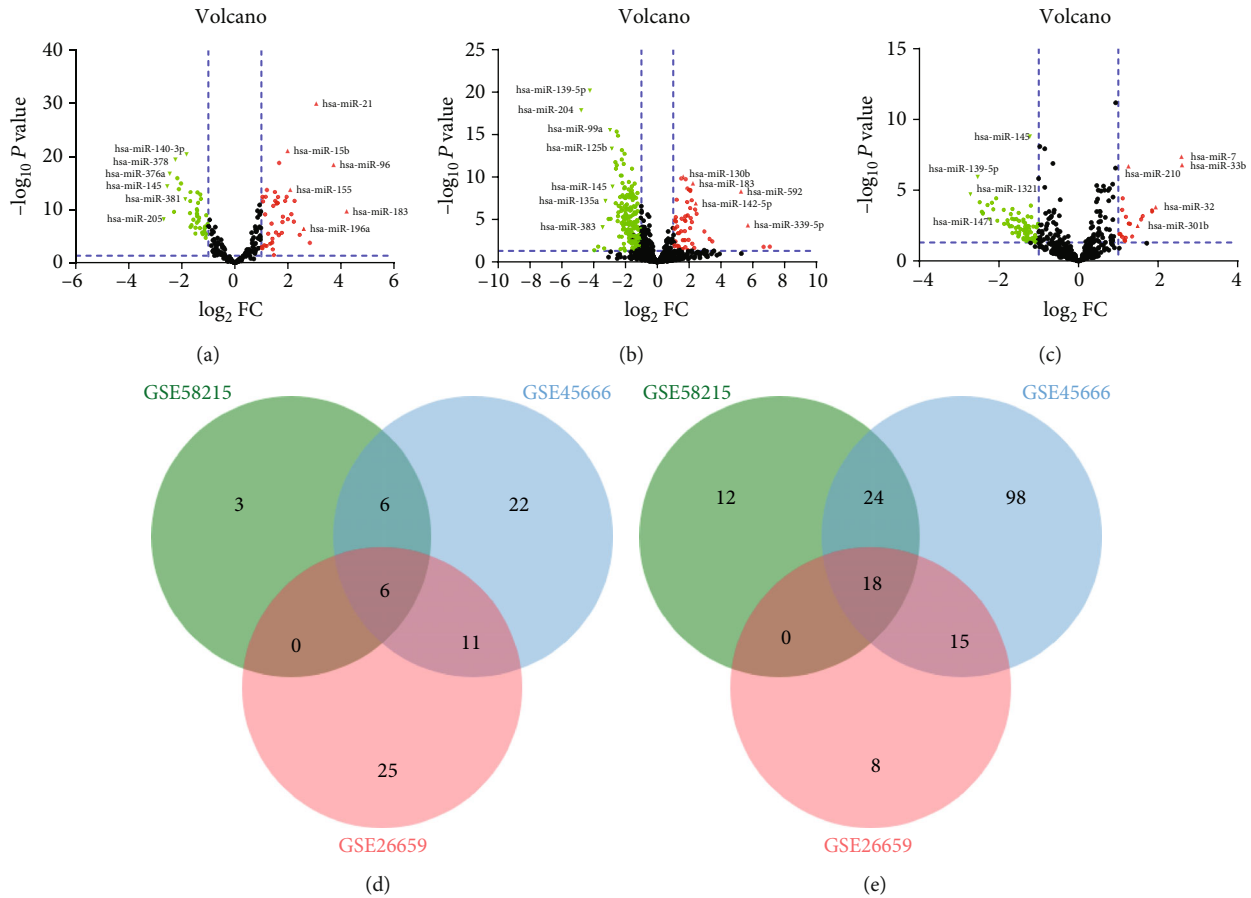 Volcano
40
30
20
10
0
–log10 P value
hsa-miR-21
hsa-miR-140-3p
hsa-miR-15b
hsa-miR-378
hsa-miR-96
hsa-miR-376a
hsa-miR-145
hsa-miR-155
hsa-miR-381
hsa-miR-183
hsa-miR-205
hsa-miR-196a
−6 −4 −2 0 2 4 6
log2 FC
(a)
Volcano
25
20
15
10
5
0
–log10 P value
hsa-miR-139-5p
hsa-miR-204
hsa-miR-99a
hsa-miR-125b
hsa-miR-130b
hsa-miR-145
hsa-miR-183
hsa-miR-592
hsa-miR-135a
hsa-miR-142-5p
hsa-miR-383
hsa-miR-339-5p
−10 −8 −6 −4 −2 0 2 4 6 8 10
log2 FC
(b)
Volcano
15
10
5
0
–log10 P value
hsa-miR-145
hsa-miR-7
hsa-miR-33b
hsa-miR-139-5p
hsa-miR-210
hsa-miR-1321
hsa-miR-32
hsa-miR-1471
hsa-miR-301b
−4 −2 0 2 4
log2 FC
(c)
GSE58215 GSE45666
3 6 22
6
0 11
25
GSE26659
(d)
GSE58215 GSE45666
12 24 98
18
0 15
8
GSE26659
(e)